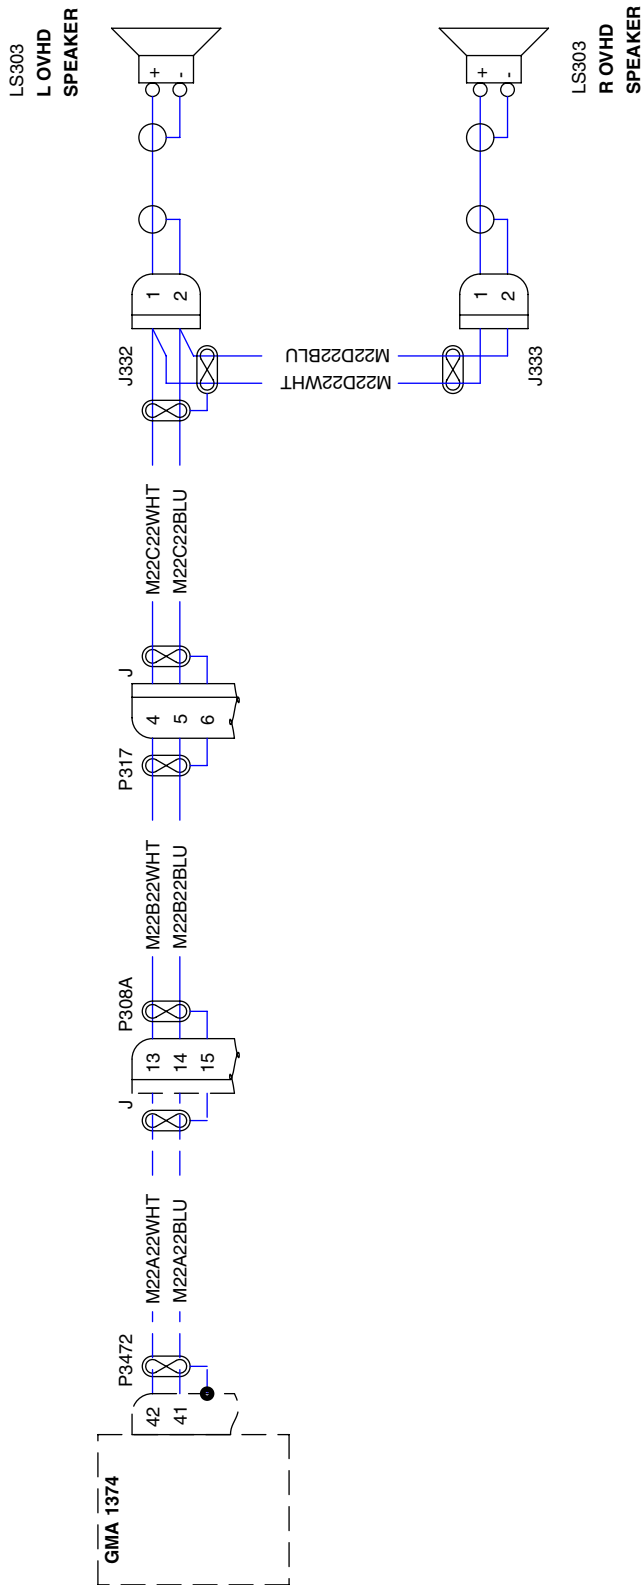 LS303
L OVHD
SPEAKER
+
-
LS303
R OVHD
SPEAKER
+
-
1
2
J332
1
2
J333
M22D22BLU
M22D22WHT
M22C22WHT
M22C22BLU
J
4
5
6
P317
M22B22WHT
M22B22BLU
P308A
13
14
15
J
M22A22WHT
M22A22BLU
P3472
42
41
GMA 1374